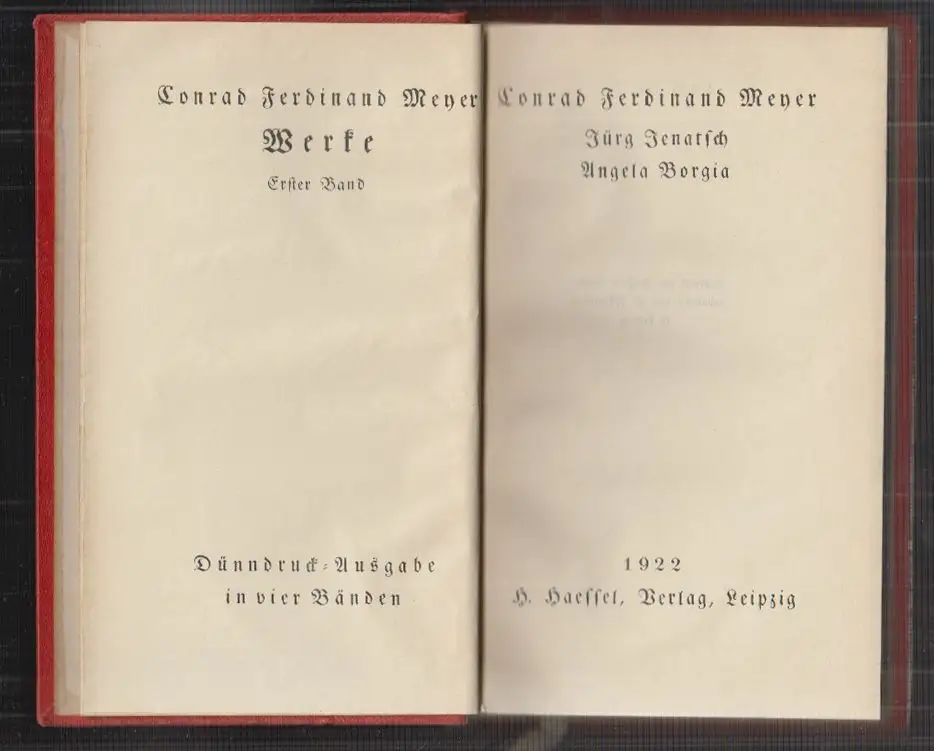 Conrad Ferdinand Meyer
Werke
Erster Band
Dünndruck-Ausgabe
in vier Bänden
Conrad Ferdinand Meyer
Jürg Jenatsch
Angela Borgia
1922
H. Haessel, Verlag, Leipzig